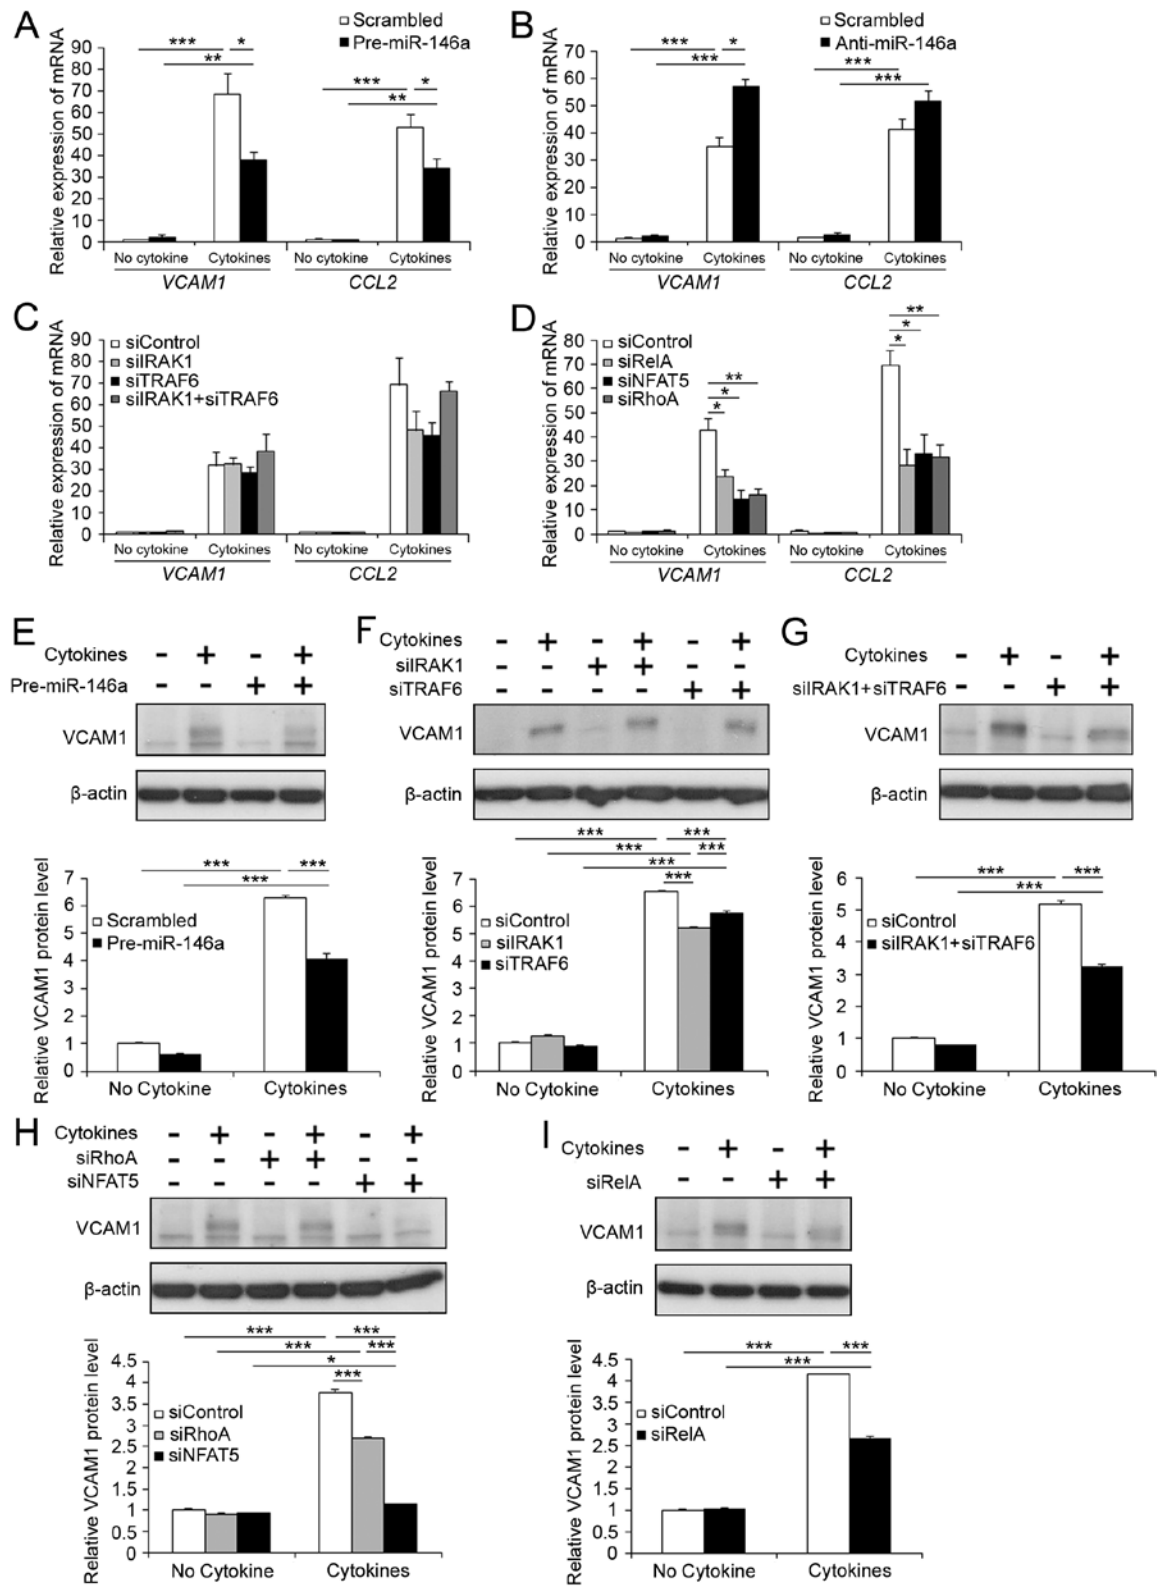 A
Relative expression of mRNA
Scrambled
Pre-miR-146a
*** * **
*** * **
90
80
70
60
50
40
30
20
10
0
No cytokine Cytokines No cytokine Cytokines
VCAM1 CCL2
B
Relative expression of mRNA
Scrambled
Anti-miR-146a
*** * ***
*** ***
70
60
50
40
30
20
10
0
No cytokine Cytokines No cytokine Cytokines
VCAM1 CCL2
C
Relative expression of mRNA
siControl
siIRAK1
siTRAF6
siIRAK1+siTRAF6
90
80
70
60
50
40
30
20
10
0
No cytokine Cytokines No cytokine Cytokines
VCAM1 CCL2
D
Relative expression of mRNA
siControl
siRelA
siNFAT5
siRhoA
** * *
** * *
80
70
60
50
40
30
20
10
0
No cytokine Cytokines No cytokine Cytokines
VCAM1 CCL2
E
Cytokines - + - +
Pre-miR-146a - - + +
VCAM1
β-actin
Relative VCAM1 protein level
*** ***
***
Scrambled
Pre-miR-146a
7
6
5
4
3
2
1
0
No Cytokine Cytokines
F
Cytokines - + - + - +
siIRAK1 - - + + - -
siTRAF6 - - - - + +
VCAM1
β-actin
Relative VCAM1 protein level
*** ***
*** ***
***
***
siControl
siIRAK1
siTRAF6
7
6
5
4
3
2
1
0
No Cytokine Cytokines
G
Cytokines - + - +
siIRAK1+siTRAF6 - - + +
VCAM1
β-actin
Relative VCAM1 protein level
*** ***
***
siControl
siIRAK1+siTRAF6
6
5
4
3
2
1
0
No Cytokine Cytokines
H
Cytokines - + - + - +
siRhoA - - + + - -
siNFAT5 - - - - + +
VCAM1
β-actin
Relative VCAM1 protein level
*** ***
*** ***
*
***
siControl
siRhoA
siNFAT5
4.5
4
3.5
3
2.5
2
1.5
1
0.5
0
No Cytokine Cytokines
I
Cytokines - + - +
siRelA - - + +
VCAM1
β-actin
Relative VCAM1 protein level
*** ***
***
siControl
siRelA
4.5
4
3.5
3
2.5
2
1.5
1
0.5
0
No Cytokine Cytokines